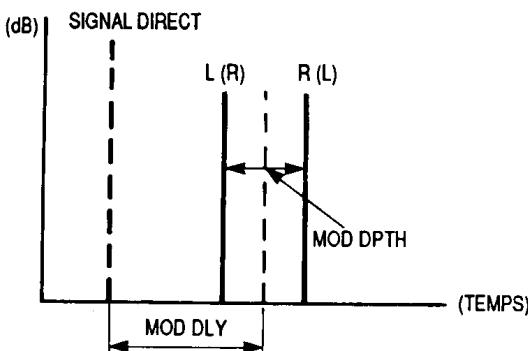 (dB)
SIGNAL DIRECT
L (R)
R (L)
MOD DPTH
(TEMPS)
MOD DLY